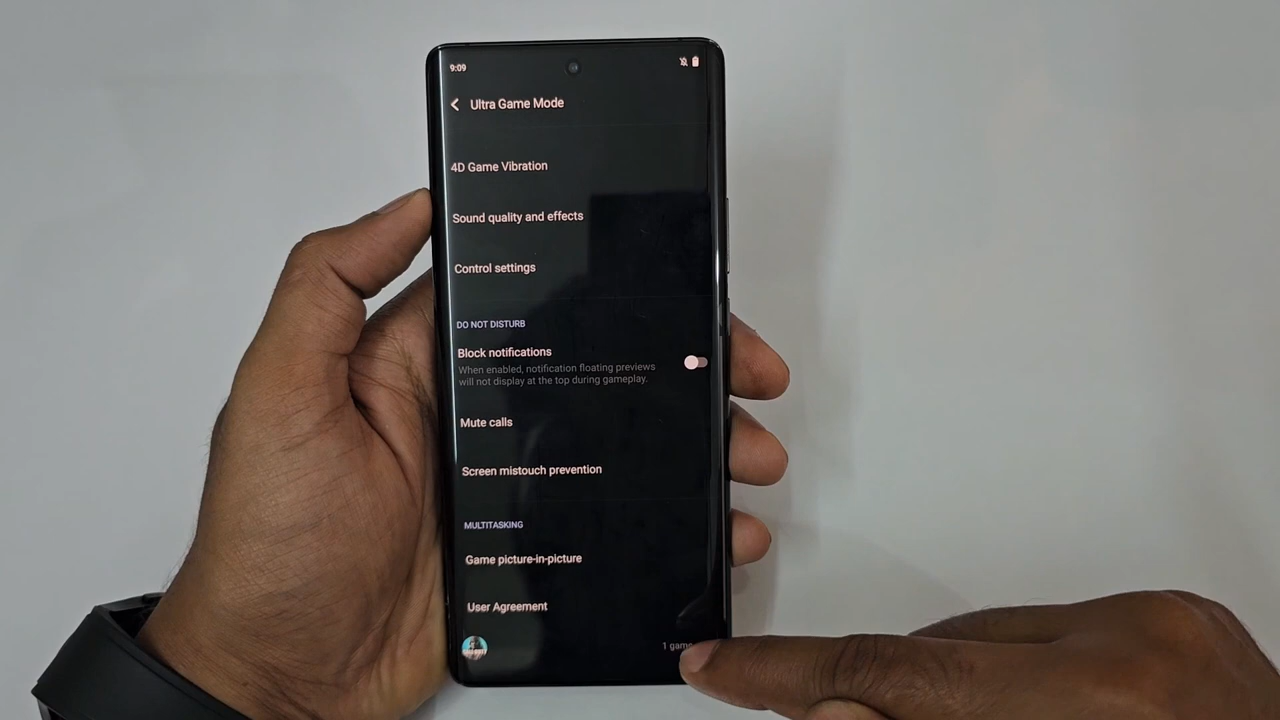 9:09
Ultra Game Mode
4D Game Vibration
Sound quality and effects
Control settings
DO NOT DISTURB
Block notifications
When enabled, notification floating previews
will not display at the top during gameplay.
Mute calls
Screen mistouch prevention
MULTITASKING
Game picture-in-picture
User Agreement
1 game